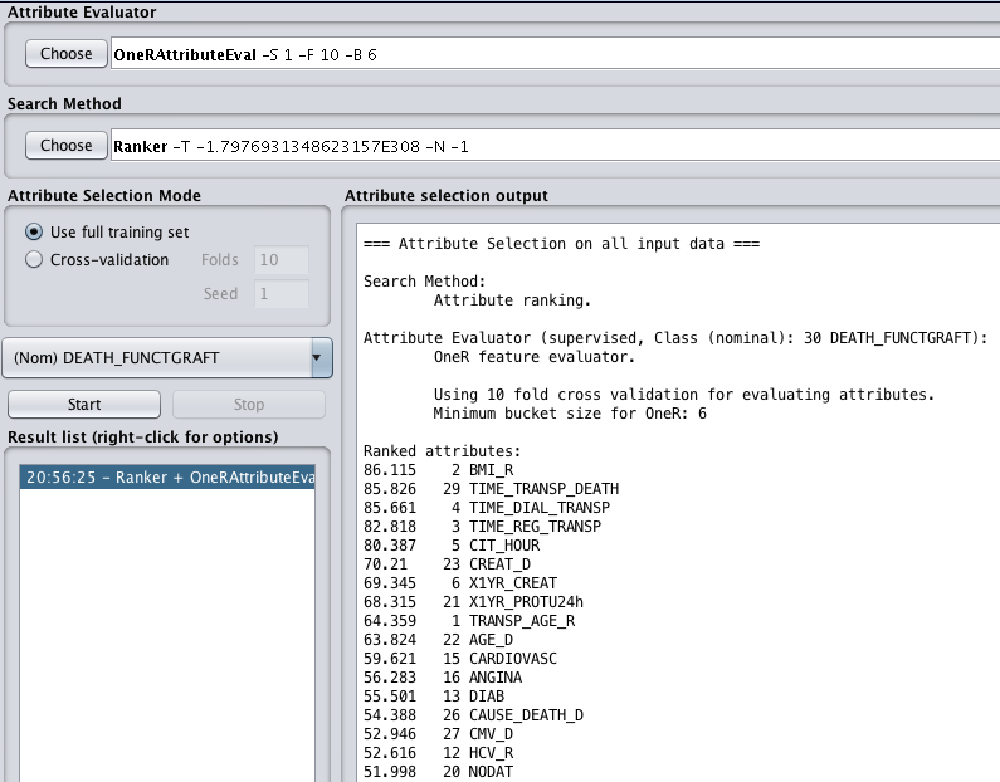 Attribute Evaluator
Choose OneRAttributeEval -S 1 -F 10 -B 6
Search Method
Choose Ranker -T -1.7976931348623157E308 -N -1
Attribute Selection Mode
Use full training set
Cross-validation Folds 10
Seed 1
(Nom) DEATH_FUNCTGRAFT
Start Stop
Result list (right-click for options)
20:56:25 - Ranker + OneRAttributeEva
Attribute selection output
=== Attribute Selection on all input data ===
Search Method:
Attribute ranking.
Attribute Evaluator (supervised, Class (nominal): 30 DEATH_FUNCTGRAFT):
OneR feature evaluator.
Using 10 fold cross validation for evaluating attributes.
Minimum bucket size for OneR: 6
Ranked attributes:
86.115 2 BMI_R
85.826 29 TIME_TRANSP_DEATH
85.661 4 TIME_DIAL_TRANSP
82.818 3 TIME_REG_TRANSP
80.387 5 CIT_HOUR
70.21 23 CREAT_D
69.345 6 X1YR_CREAT
68.315 21 X1YR_PROTU24h
64.359 1 TRANSP_AGE_R
63.824 22 AGE_D
59.621 15 CARDIOVASC
56.283 16 ANGINA
55.501 13 DIAB
54.388 26 CAUSE_DEATH_D
52.946 27 CMV_D
52.616 12 HCV_R
51.998 20 NODAT